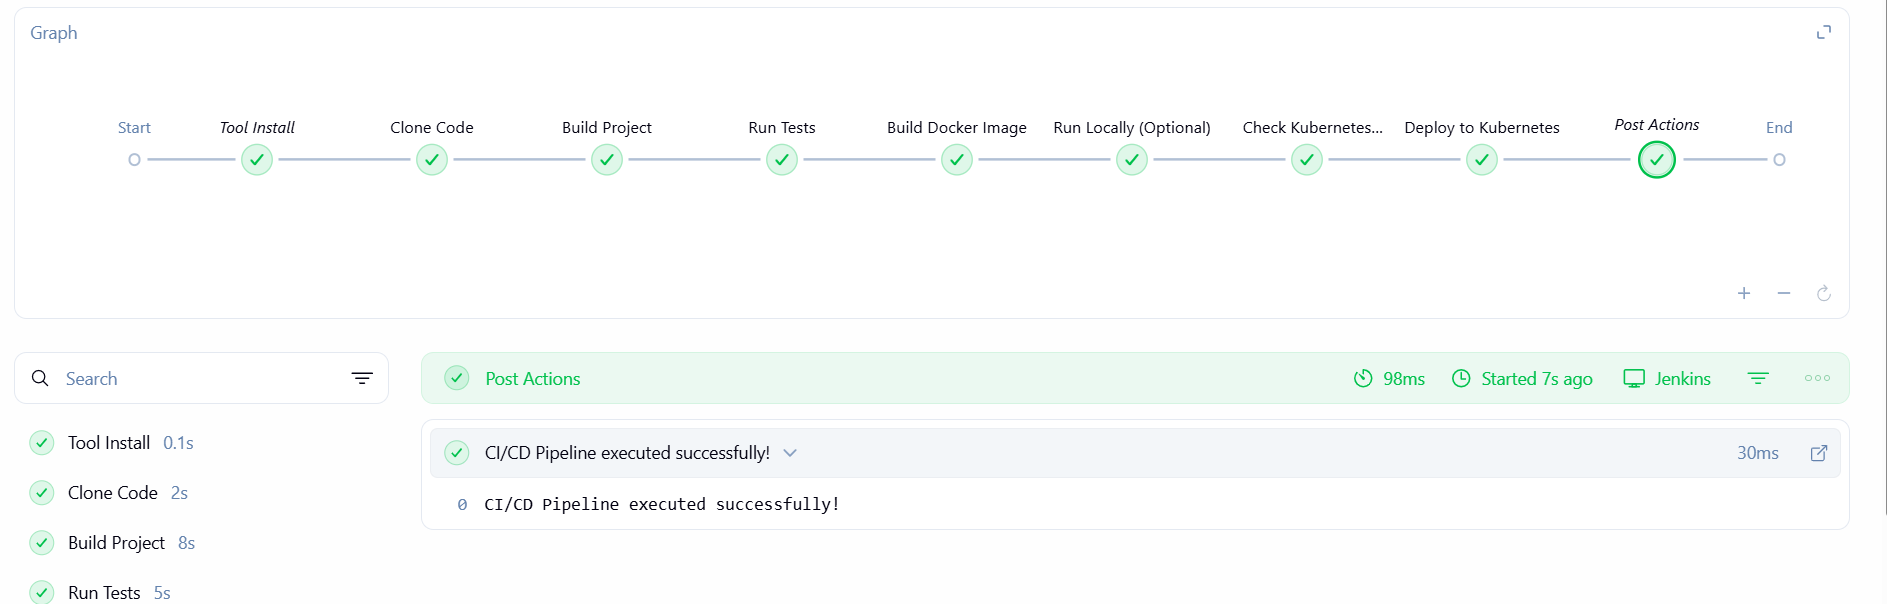 Graph
Start
Tool Install
Clone Code
Build Project
Run Tests
Build Docker Image
Run Locally (Optional)
Check Kubernetes...
Deploy to Kubernetes
Post Actions
End
Search
Tool Install 0.1s
Clone Code 2s
Build Project 8s
Run Tests 5s
Post Actions 98ms Started 7s ago Jenkins
CI/CD Pipeline executed successfully! 30ms
0 CI/CD Pipeline executed successfully!